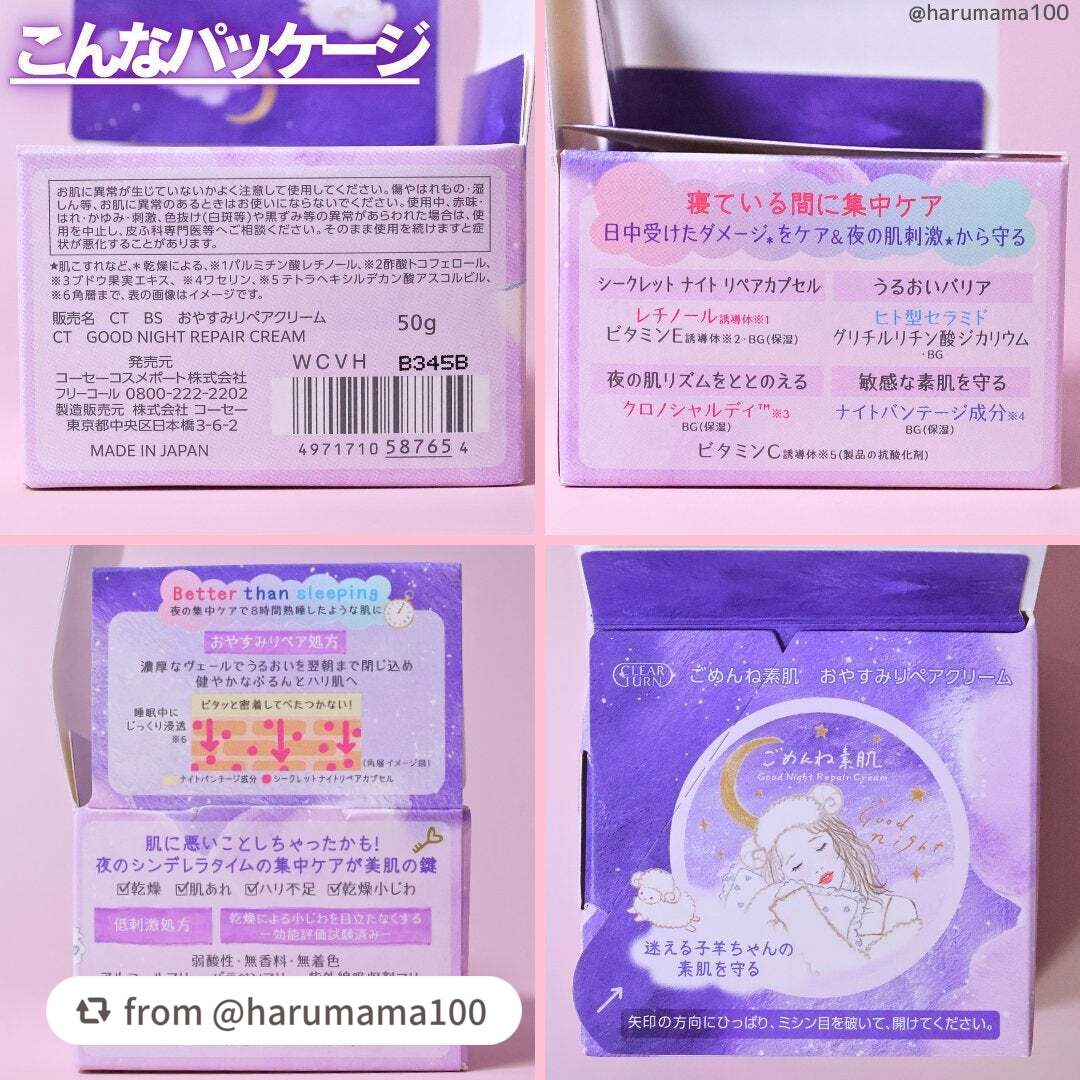 こんなパッケージ
@harumama100
お肌に異常が生じていないかよく注意して使用してください。傷やはれもの・湿
しん等、お肌に異常のあるときはお使いにならないでください。使用中、赤味・
はれ・かゆみ・刺激、色抜け(白斑等)や黒ずみ等の異常があらわれた場合は、使
用を中止し、皮ふ科専門医等へご相談ください。そのまま使用を続けますと症
状が悪化することがあります。
★肌こすれなど、*乾燥による、※1パルミチン酸レチノール、※2酢酸トコフェロール、
※3ブドウ果実エキス、※4ワセリン、※5テトラヘキシルデカン酸アスコルビル、
※6角層まで、表の画像はイメージです。
販売名 CT BS おやすみリペアクリーム
CT GOOD NIGHT REPAIR CREAM
50g
発売元
コーセーコスメポート株式会社
フリーコール 0800-222-2202
製造販売元 株式会社 コーセー
東京都中央区日本橋3-6-2
MADE IN JAPAN
WCVH B345B
4971710 58765 4
寝ている間に集中ケア
日中受けたダメージ*をケア&夜の肌刺激★から守る
シークレット ナイト リペアカプセル
レチノール誘導体※1
ビタミンE誘導体※2・BG(保湿)
うるおいバリア
ヒト型セラミド
グリチルリチン酸ジカリウム
・BG
夜の肌リズムをととのえる
クロノシャルディ™※3
BG(保湿)
敏感な素肌を守る
ナイトバンテージ成分※4
BG(保湿)
ビタミンC誘導体※5(製品の抗酸化剤)
Better than sleeping
夜の集中ケアで8時間熟睡したような肌に
おやすみリペア処方
濃厚なヴェールでうるおいを翌朝まで閉じ込め
健やかなぷるんとハリ肌へ
ピタッと密着してべたつかない!
睡眠中に
じっくり浸透
※6
(角層イメージ図)
ナイトバンテージ成分 シークレットナイトリペアカプセル
肌に悪いことしちゃったかも!
夜のシンデレラタイムの集中ケアが美肌の鍵
乾燥 肌あれ ハリ不足 乾燥小じわ
低刺激処方
乾燥による小じわを目立たなくする
ー効能評価試験済みー
弱酸性・無香料・無着色
from @harumama100
CLEAR
TURN
ごめんね素肌 おやすみリペアクリーム
ごめんね素肌
Good Night Repair Cream
Good
night
迷える子羊ちゃんの
素肌を守る
矢印の方向にひっぱり、ミシン目を破いて、開けてください。